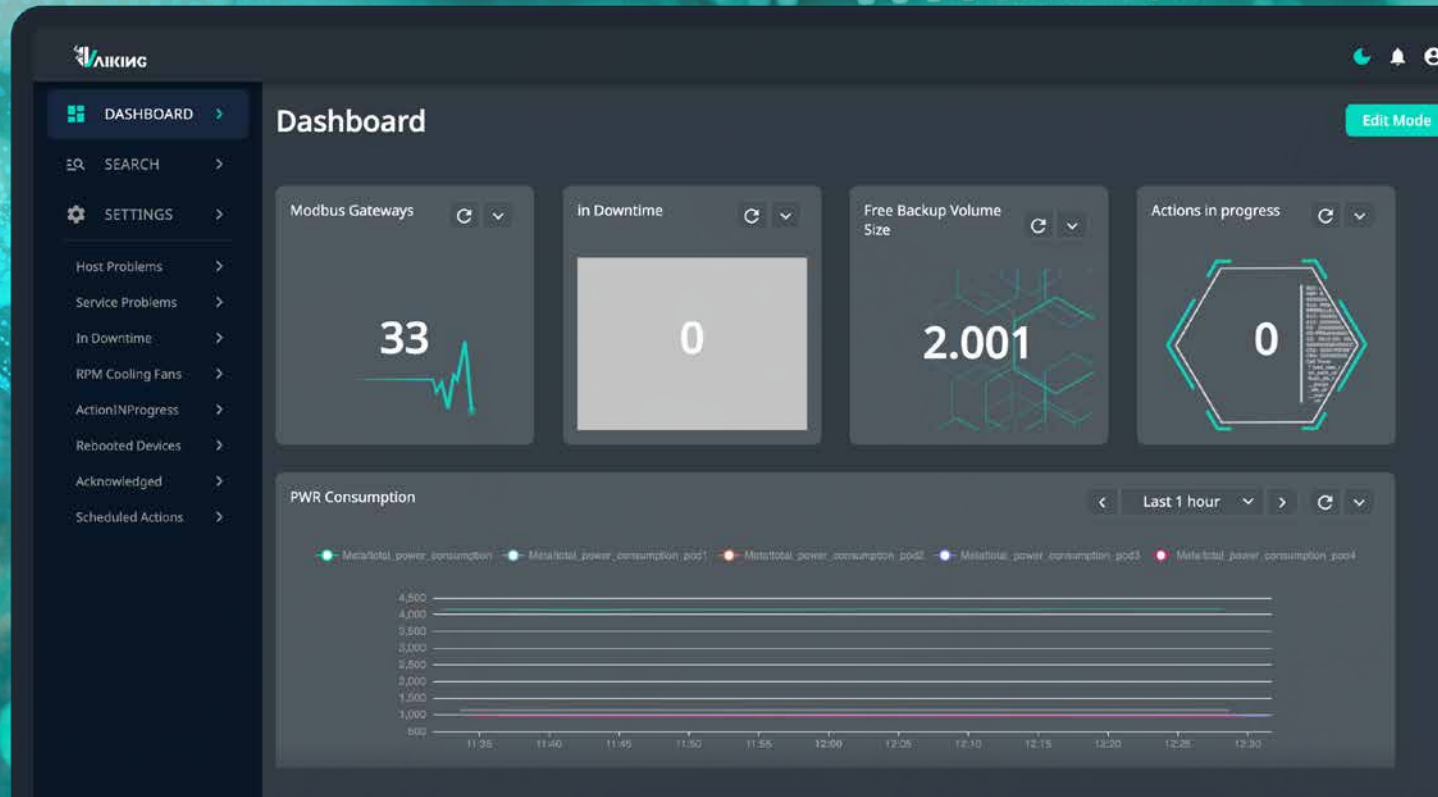 VAIKING
DASHBOARD
SEARCH
SETTINGS
Host Problems
Service Problems
In Downtime
RPM Cooling Fans
ActionINProgress
Rebooted Devices
Acknowledged
Scheduled Actions
Dashboard
Edit Mode
Modbus Gateways
33
in Downtime
0
Free Backup Volume
Size
2.001
Actions in progress
0
PWR Consumption
Last 1 hour
4,500
4,000
3,500
3,000
2,500
2,000
1,500
1,000
500
11:35 11:40 11:45 11:50 11:55 12:00 12:05 12:10 12:15 12:20 12:25 12:30